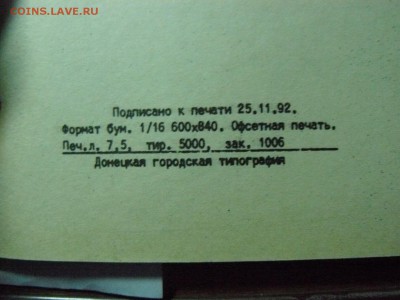 COINS.LAVE.RU
Подписано к печати 25.11.92.
Формат бум. 1/16 600х840. Офсетная печать.
Печ.л. 7,5, тир. 5000, зак. 1006
Донецкая городская типография